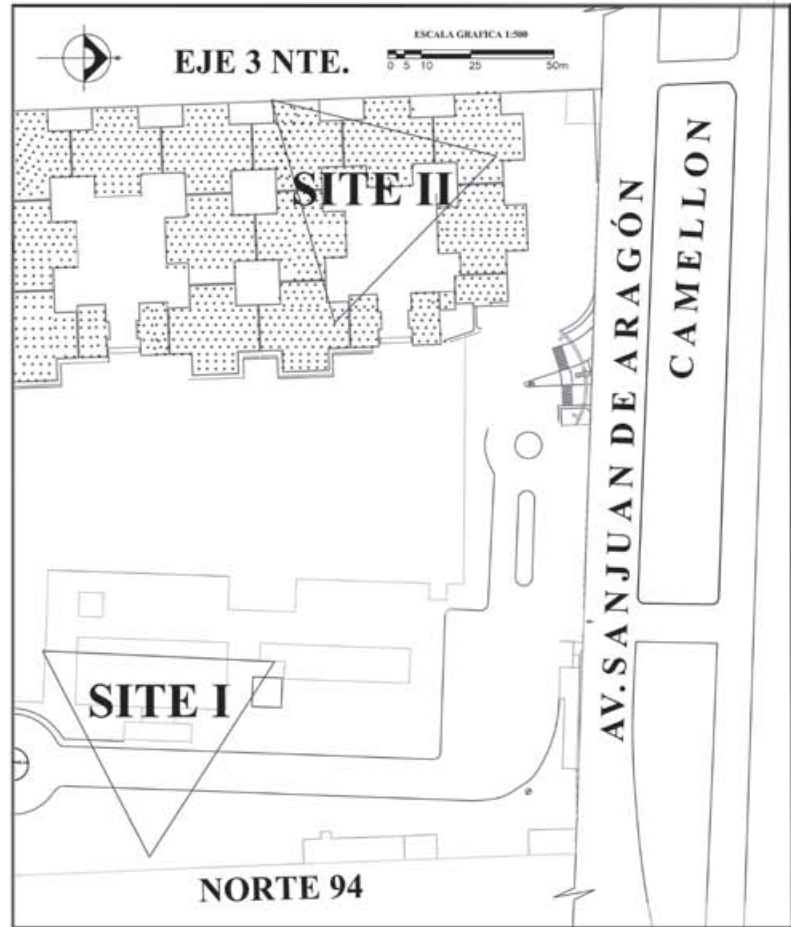 ESCALA GRAFICA 1:500
EJE 3 NTE.
0 5 10 25 50m
SITE II
AV. SANJUAN DE ARAGÓN
CAMELLON
SITE I
NORTE 94